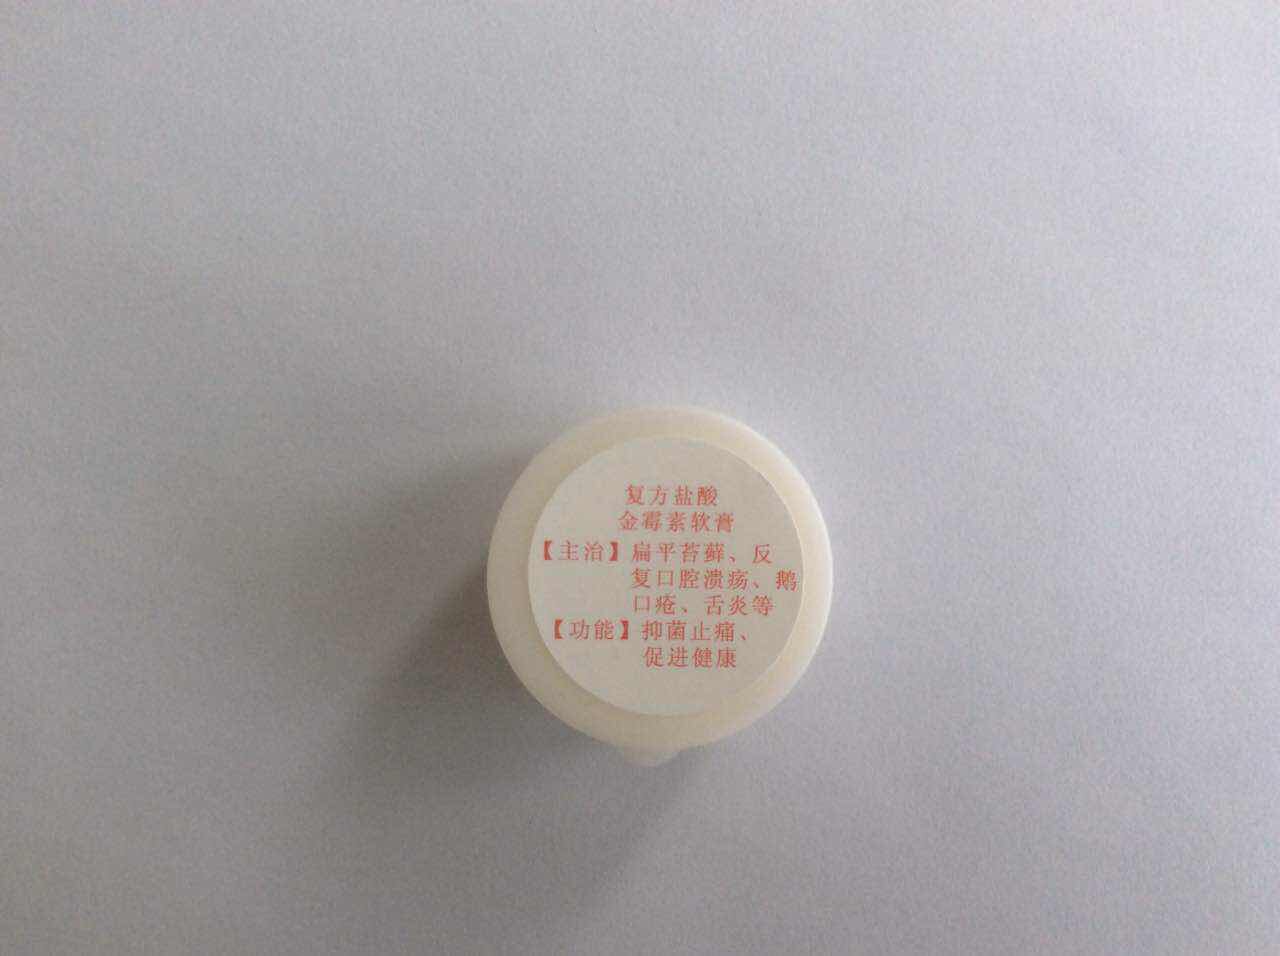 复方盐酸
金霉素软膏
【主治】扁平苔藓、反
复口腔溃疡、鹅
口疮、舌炎等
【功能】抑菌止痛、
促进健康